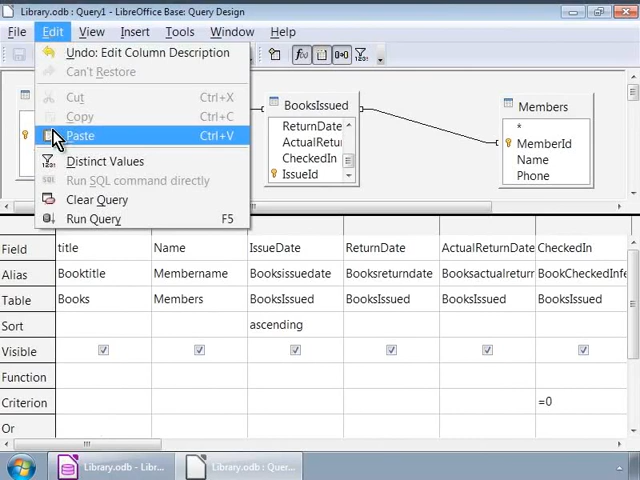 Library.odb : Query1 - LibreOffice Base: Query Design
File Edit View Insert Tools Window Help
Undo: Edit Column Description
Can't Restore
Cut Ctrl+X
Copy Ctrl+C
Paste Ctrl+V
Distinct Values
Run SQL command directly
Clear Query
Run Query F5
BooksIssued
ReturnDate
ActualRetur
CheckedIn
IssueId
Members
*
MemberId
Name
Phone
Field title Name IssueDate ReturnDate ActualReturnDate CheckedIn
Alias Booktitle Membername Booksissuedate Booksreturndate Booksactualreturn BookCheckedInfe
Table Books Members BooksIssued BooksIssued BooksIssued BooksIssued
Sort ascending
Visible
Function
Criterion =0
Or
Library.odb - Libr... Library.odb : Query...